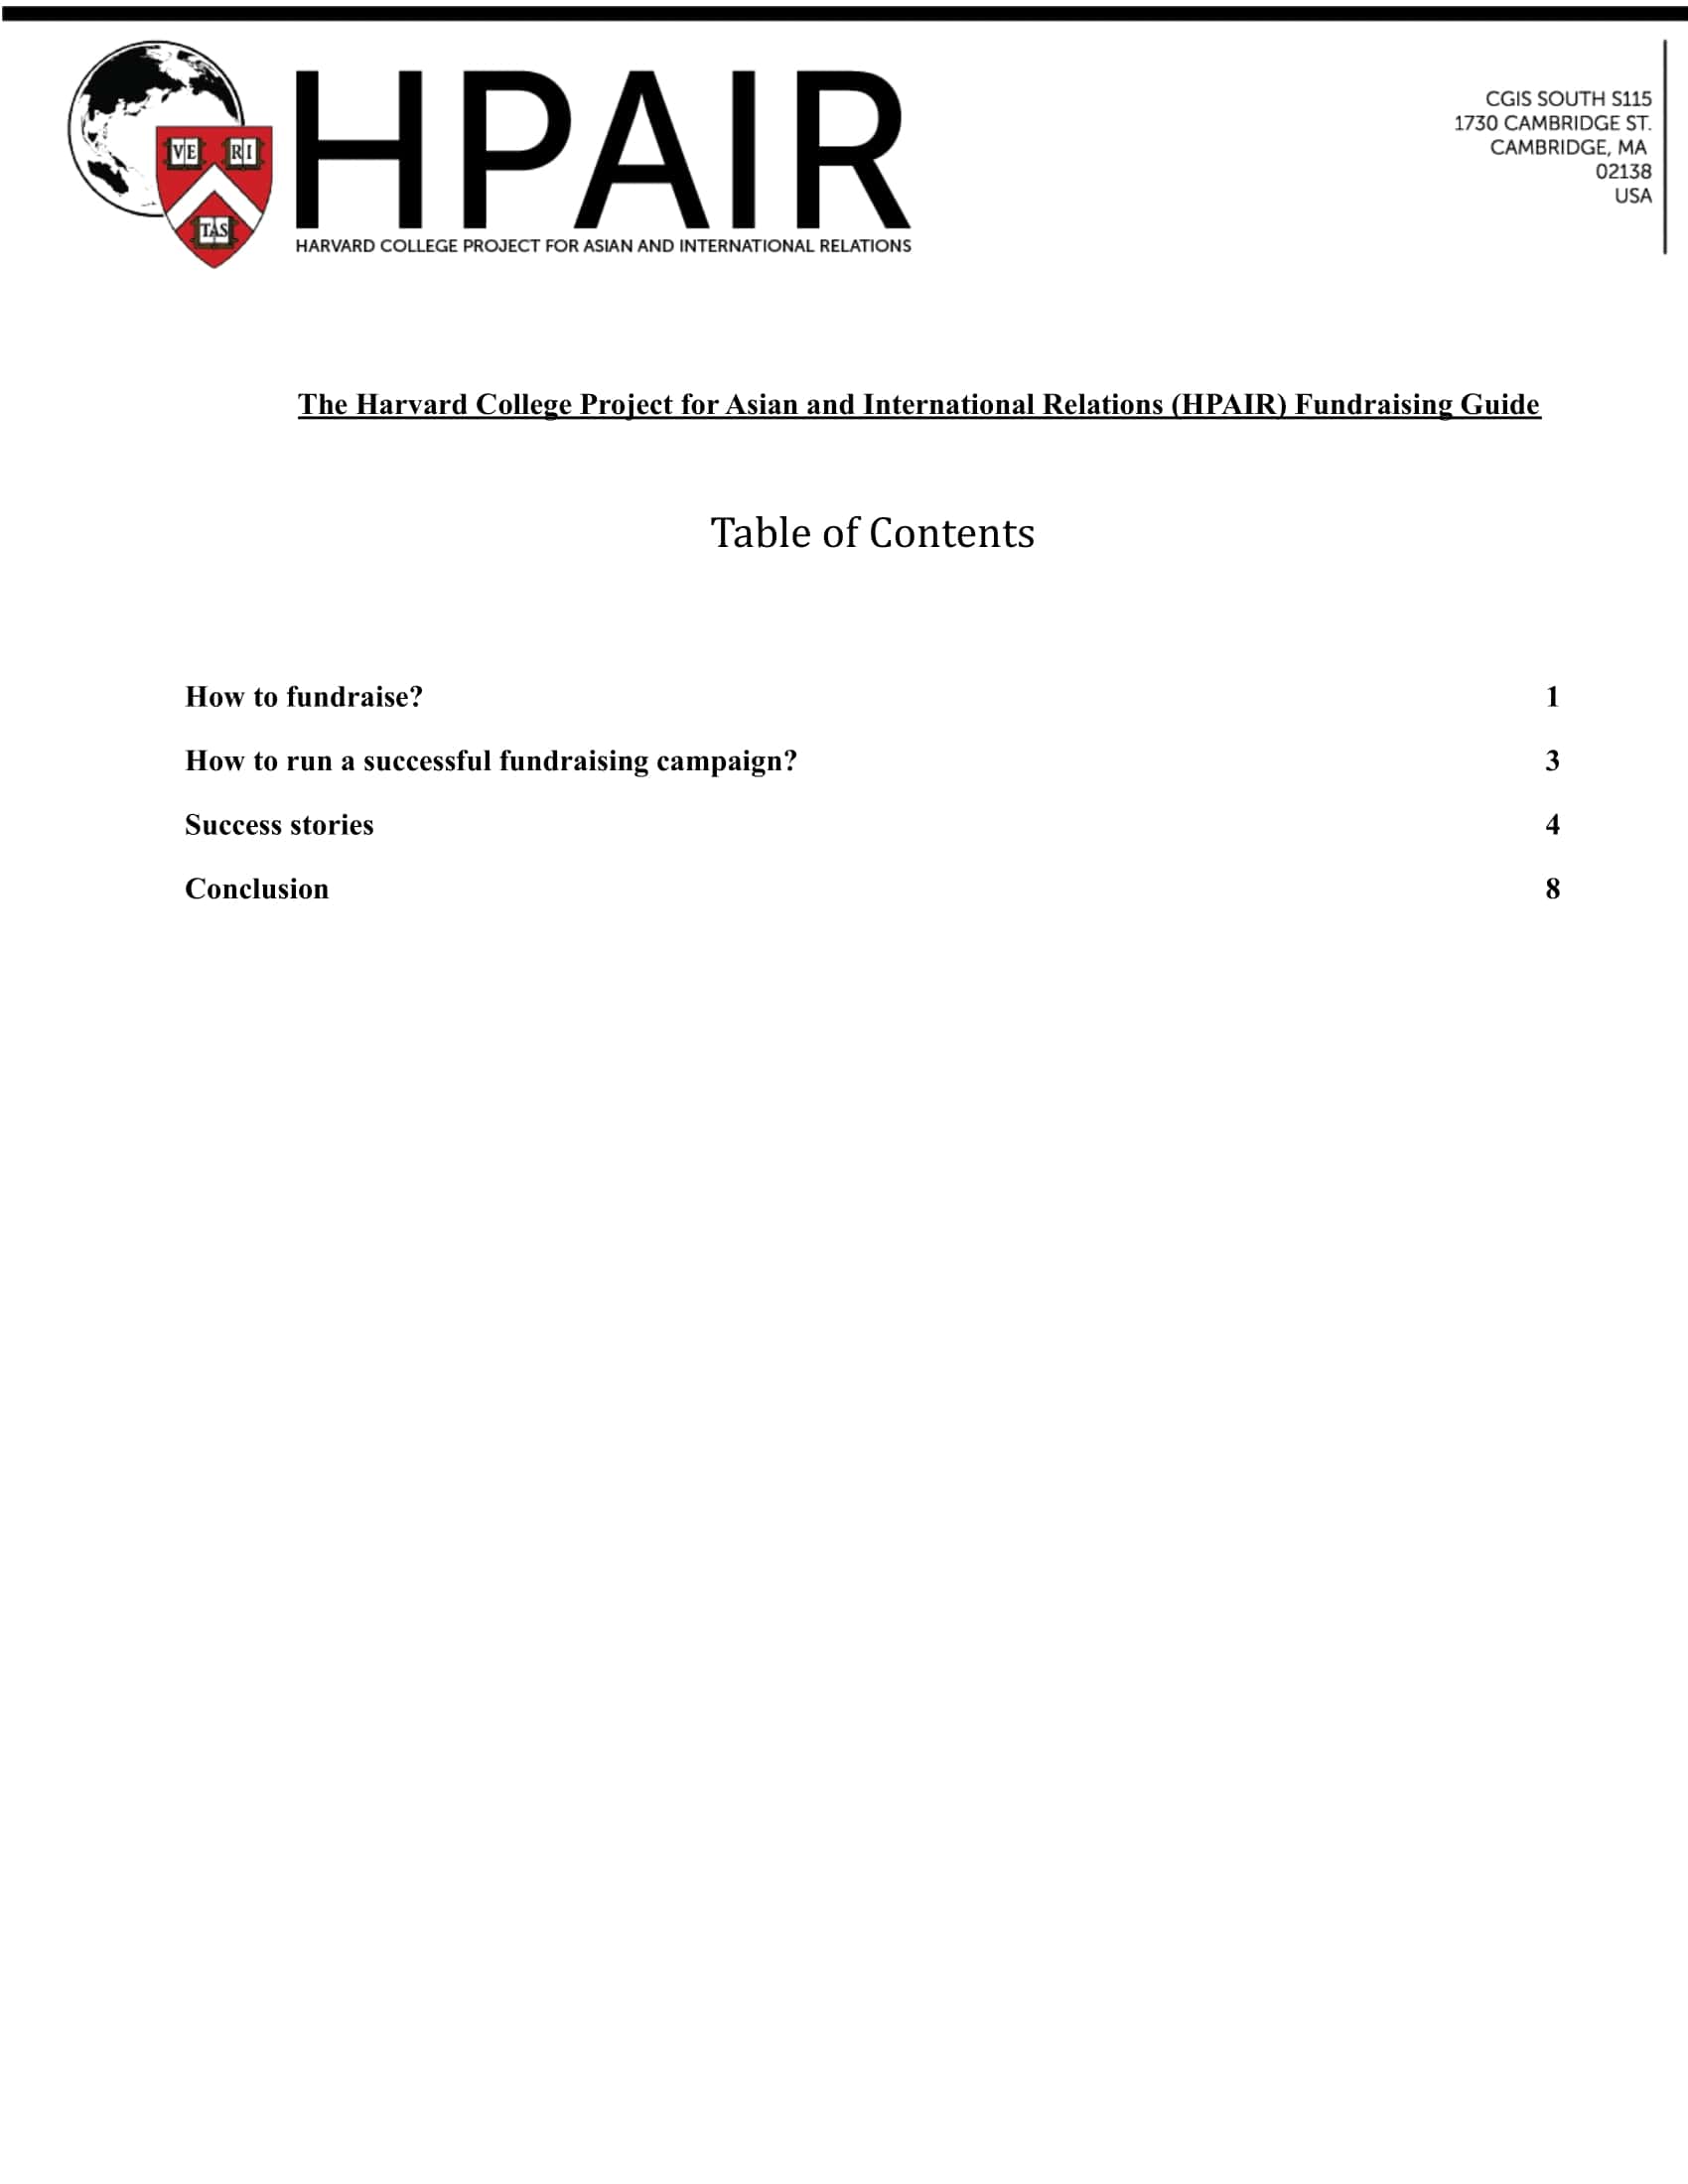 VE RI
TAS
HPAIR
HARVARD COLLEGE PROJECT FOR ASIAN AND INTERNATIONAL RELATIONS
CGIS SOUTH S115
1730 CAMBRIDGE ST.
CAMBRIDGE, MA
02138
USA
The Harvard College Project for Asian and International Relations (HPAIR) Fundraising Guide
Table of Contents
How to fundraise? 1
How to run a successful fundraising campaign? 3
Success stories 4
Conclusion 8